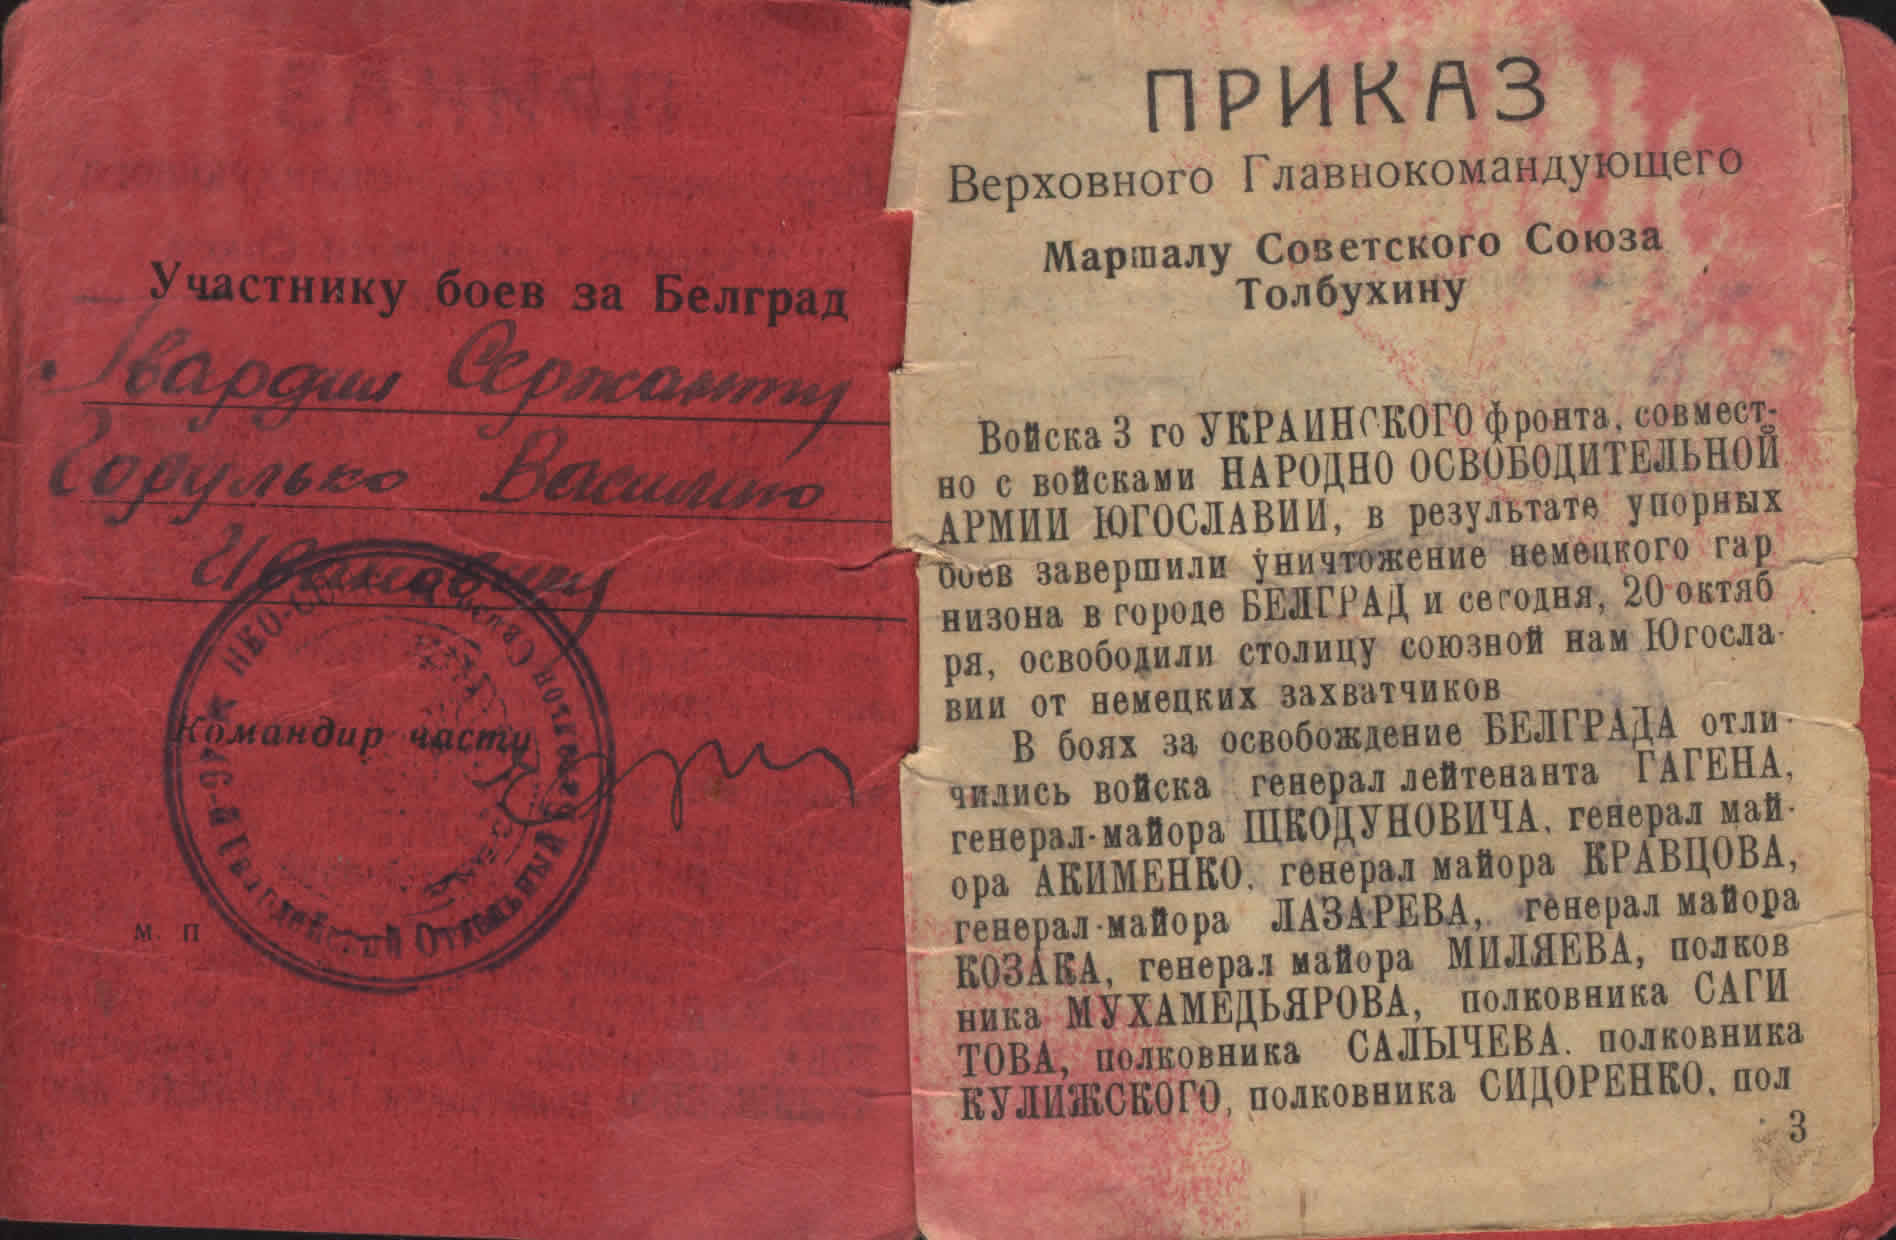 Участнику боев за Белград
Гвардии Сержанту
Горулько Василию
Ивановичу
Командир части
НКО-СССР
Гвардейский Отдельный
м. п
ПРИКАЗ
Верховного Главнокомандующего
Маршалу Советского Союза
Толбухину
Войска 3 го УКРАИНСКОГО фронта, совмест-
но с войсками НАРОДНО ОСВОБОДИТЕЛЬНОЙ
АРМИИ ЮГОСЛАВИИ, в результате упорных
боев завершили уничтожение немецкого гар
низона в городе БЕЛГРАД и сегодня, 20 октяб
ря, освободили столицу союзной нам Югосла-
вии от немецких захватчиков
В боях за освобождение БЕЛГРАДА отли-
чились войска генерал лейтенанта ГАГЕНА,
генерал-майора ШКОДУНОВИЧА, генерал май-
ора АКИМЕНКО, генерал майора КРАВЦОВА,
генерал-майора ЛАЗАРЕВА, генерал майора
КОЗАКА, генерал майора МИЛЯЕВА, полков
ника МУХАМЕДЬЯРОВА, полковника САГИ
ТОВА, полковника САЛЫЧЕВА. полковника
КУЛИЖСКОГО, полковника СИДОРЕНКО, пол
3